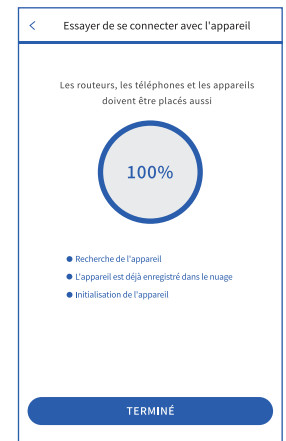 Essayer de se connecter avec l'appareil
Les routeurs, les téléphones et les appareils
doivent être placés aussi
100%
Recherche de l'appareil
L'appareil est déjà enregistré dans le nuage
Initialisation de l'appareil
TERMINÉ